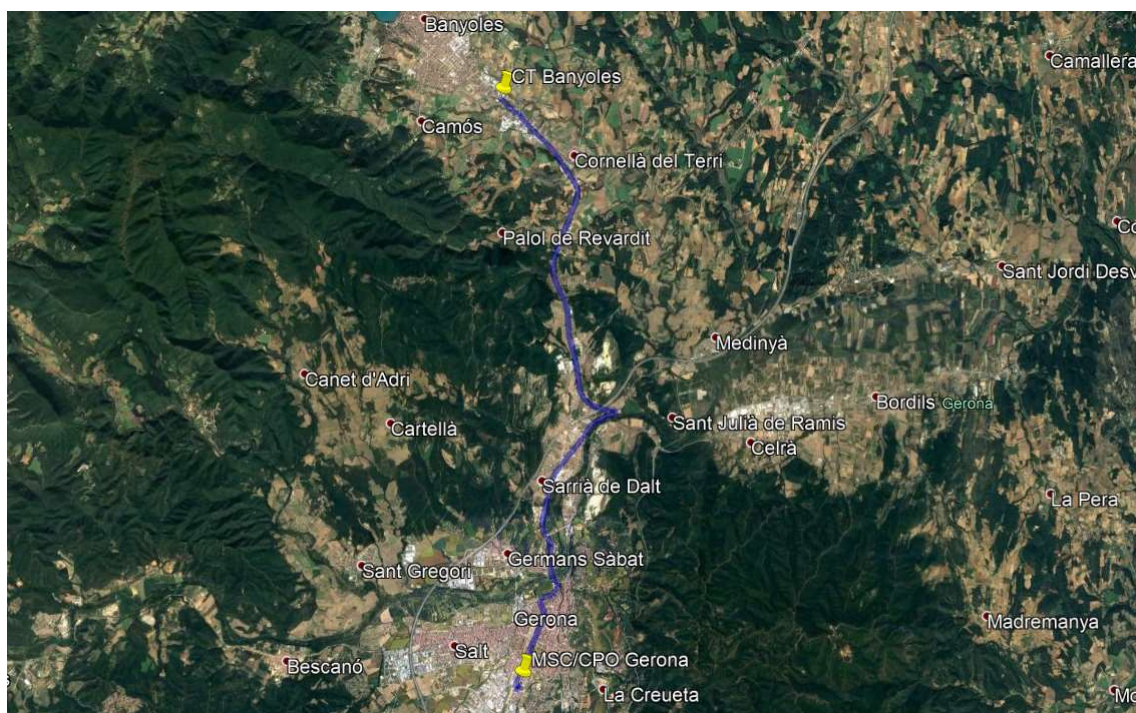 Banyoles
CT Banyoles
Camallera
Camós
Cornellà del Terri
Palol de Revardit
Co
Sant Jordi Desv
Medinyà
Canet d'Adri
Bordils Gerona
Cartellà
Sant Julià de Ramis
Celrà
Sarrià de Dalt
La Pera
Germans Sàbat
Sant Gregori
Gerona
Madremanya
Salt
MSC/CPO Gerona
Bescanó
La Creueta
Mo
s